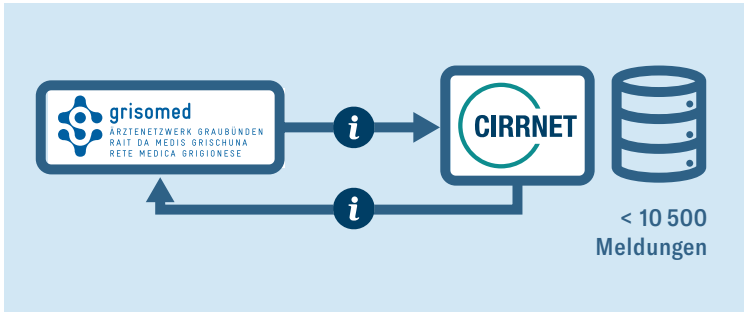 grisomed
ÄRZTENETZWERK GRAUBÜNDEN
RAIT DA MEDIS GRISCHUNA
RETE MEDICA GRIGIONESE
i
CIRRNET
i
< 10 500
Meldungen